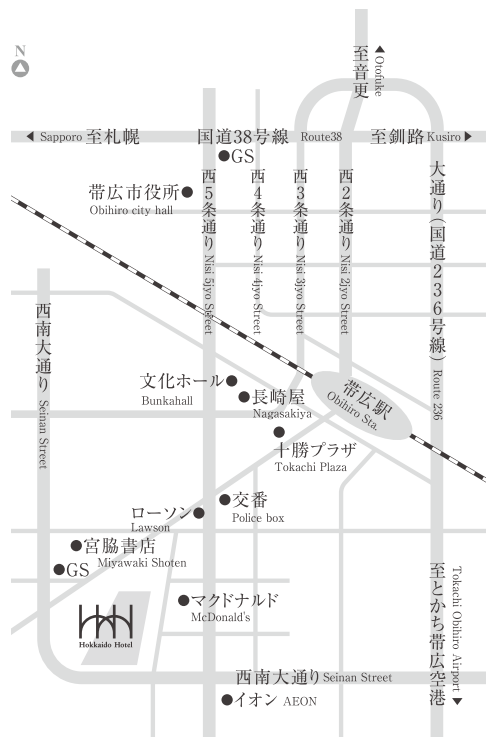 N
至音更
Otofuke
Sapporo 至札幌
国道38号線 Route38
至釧路 Kusiro
GS
帯広市役所
Obihiro city hall
西5条通り Nisi 5jyo Street
西4条通り Nisi 4jyo Street
西3条通り Nisi 3jyo Street
西2条通り Nisi 2jyo Street
大通り(国道236号線) Route 236
西南大通り Seinan Street
文化ホール
Bunkahall
長崎屋
Nagasakiya
帯広駅
Obihiro Sta.
十勝プラザ
Tokachi Plaza
交番
Police box
ローソン
Lawson
宮脇書店
Miyawaki Shoten
GS
マクドナルド
McDonald's
HH
Hokkaido Hotel
至とかち帯広空港
Tokachi Obihiro Airport
西南大通り Seinan Street
イオン AEON